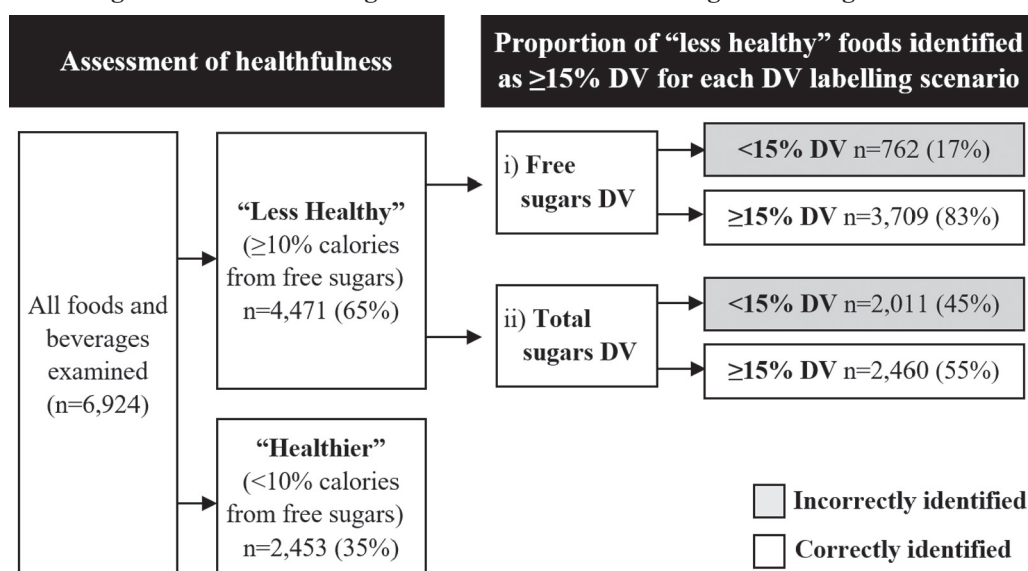 Assessment of healthfulness
Proportion of “less healthy” foods identified
as ≥15% DV for each DV labelling scenario
All foods and
beverages
examined
(n=6,924)
“Less Healthy”
(≥10% calories
from free sugars)
n=4,471 (65%)
“Healthier”
(<10% calories
from free sugars)
n=2,453 (35%)
i) Free
sugars DV
<15% DV n=762 (17%)
≥15% DV n=3,709 (83%)
ii) Total
sugars DV
<15% DV n=2,011 (45%)
≥15% DV n=2,460 (55%)
Incorrectly identified
Correctly identified